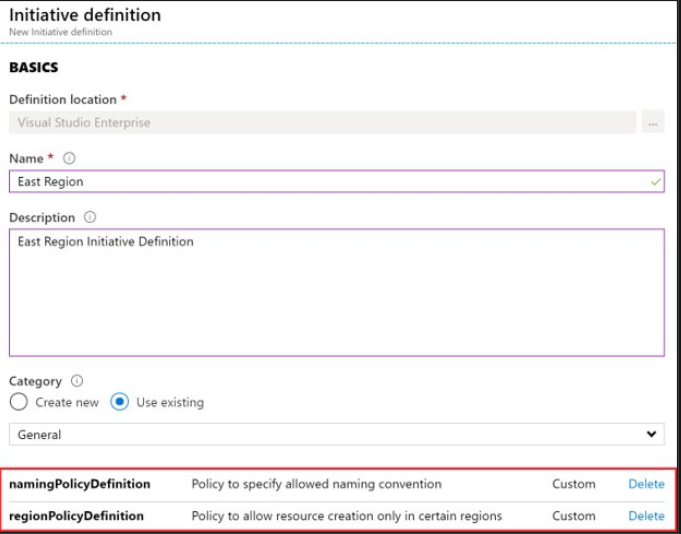 Initiative definition
New Initiative definition
BASICS
Definition location *
Visual Studio Enterprise
...
Name *
East Region
Description
East Region Initiative Definition
Category
Create new Use existing
General
namingPolicyDefinition Policy to specify allowed naming convention Custom Delete
regionPolicyDefinition Policy to allow resource creation only in certain regions Custom Delete